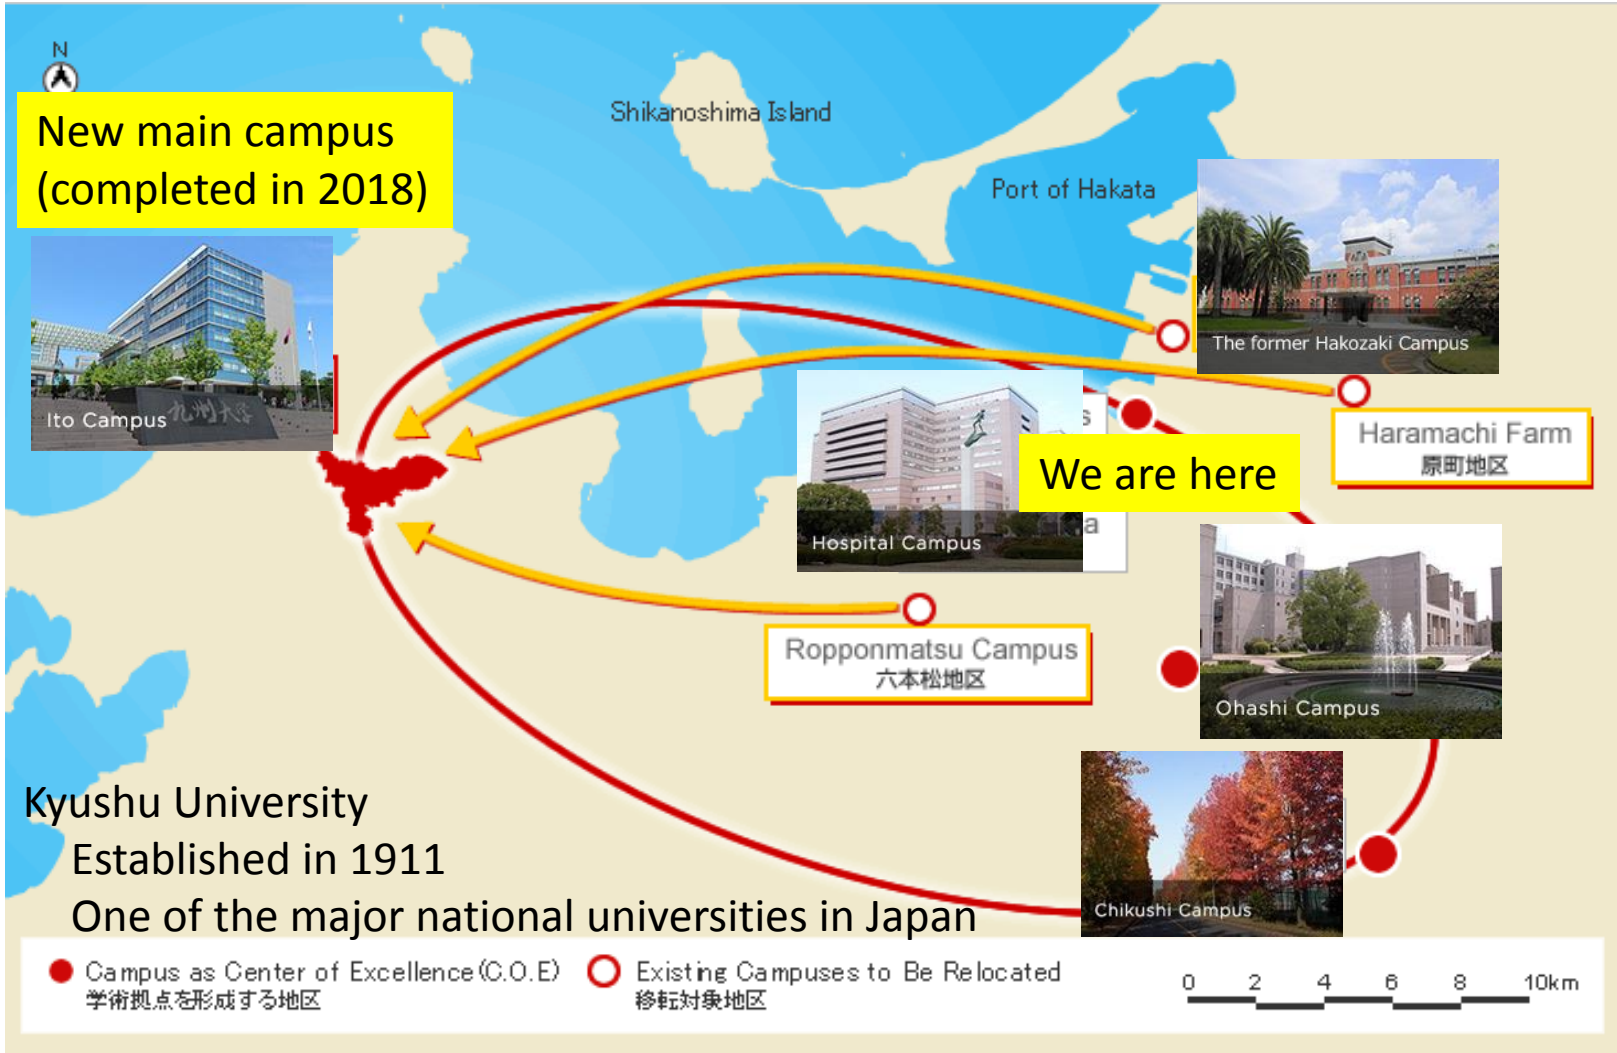 N
New main campus
(completed in 2018)
Shikanoshima Island
Port of Hakata
The former Hakozaki Campus
九州大学
Ito Campus
s
Haramachi Farm
原町地区
We are here
a
Hospital Campus
Ropponmatsu Campus
六本松地区
Ohashi Campus
Kyushu University
Established in 1911
One of the major national universities in Japan
Chikushi Campus
Campus as Center of Excellence(C.O.E)
学術拠点を形成する地区
Existing Campuses to Be Relocated
移転対象地区
0 2 4 6 8 10km